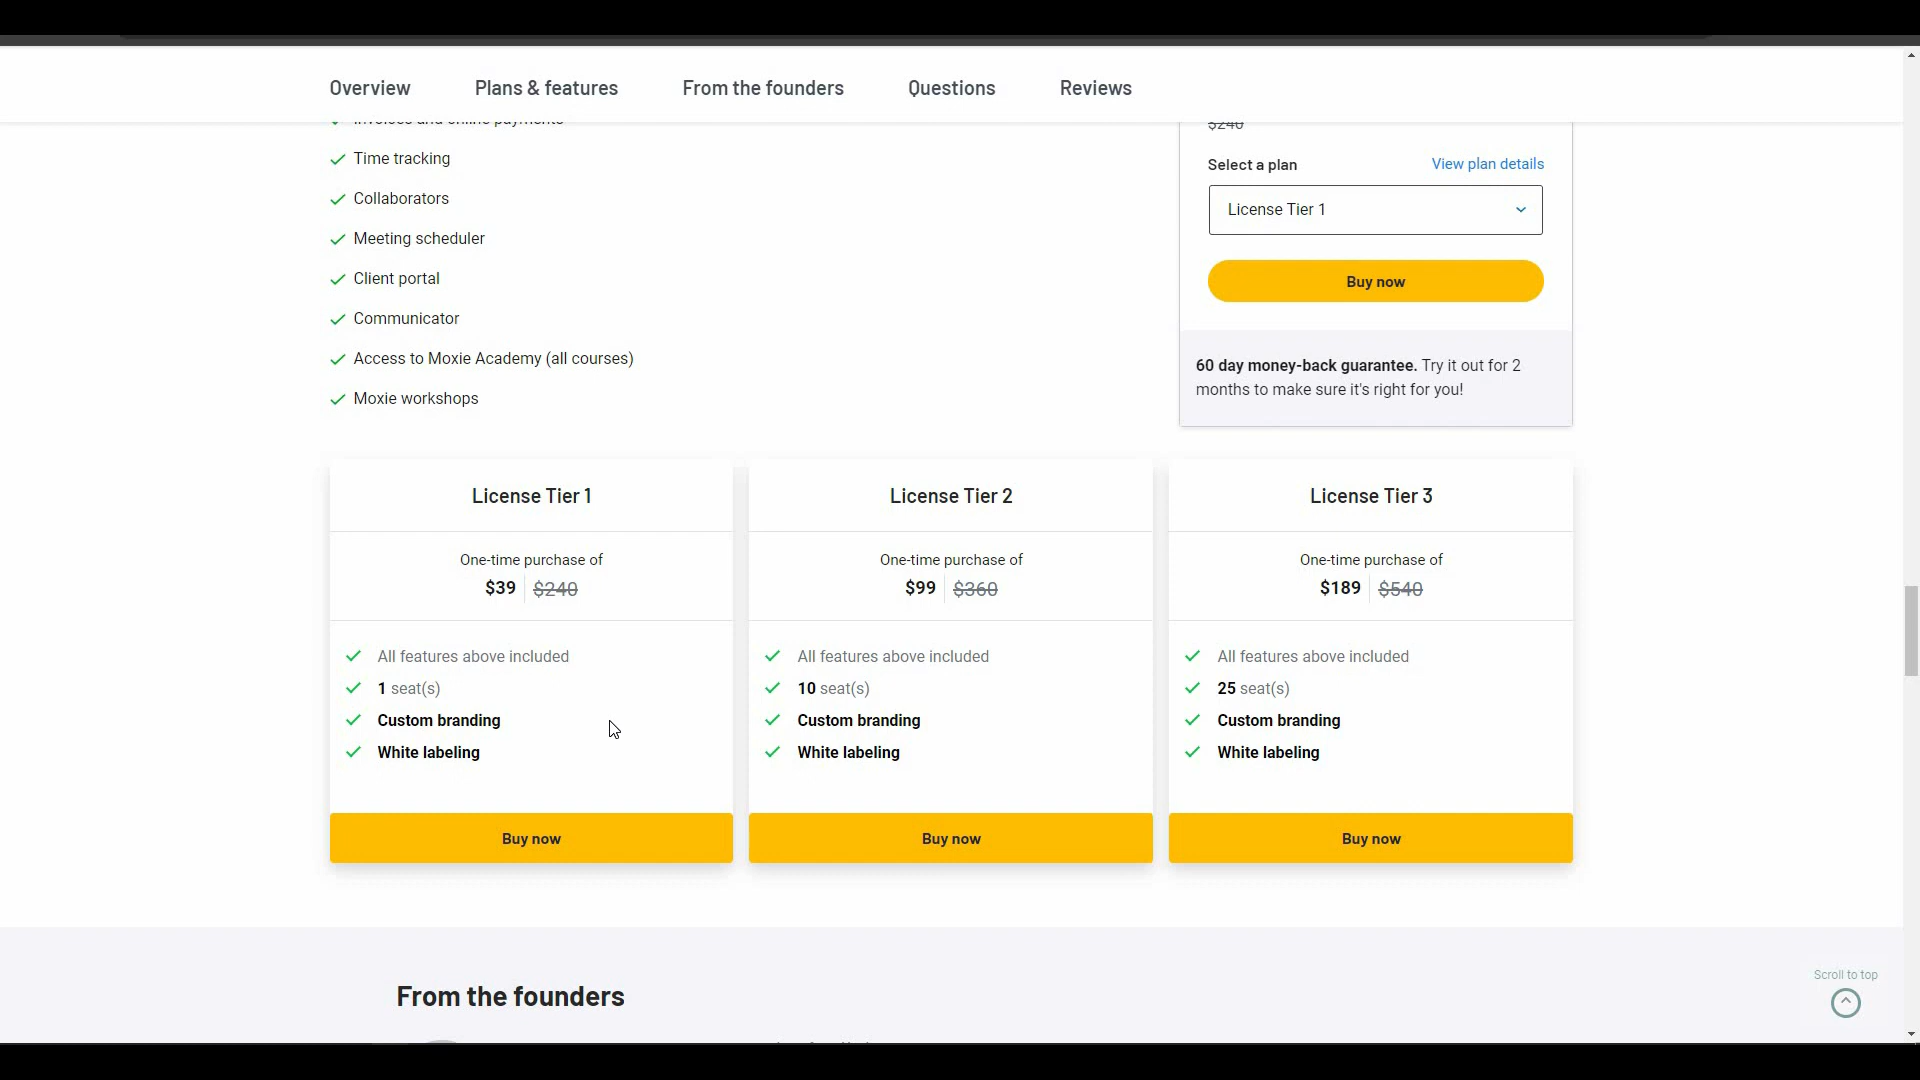 Overview Plans & features From the founders Questions Reviews
Invoices and online payments
Time tracking
Collaborators
Meeting scheduler
Client portal
Communicator
Access to Moxie Academy (all courses)
Moxie workshops
$240
Select a plan View plan details
License Tier 1
Buy now
60 day money-back guarantee. Try it out for 2
months to make sure it's right for you!
License Tier 1
One-time purchase of
$39 $240
All features above included
1 seat(s)
Custom branding
White labeling
Buy now
License Tier 2
One-time purchase of
$99 $360
All features above included
10 seat(s)
Custom branding
White labeling
Buy now
License Tier 3
One-time purchase of
$189 $540
All features above included
25 seat(s)
Custom branding
White labeling
Buy now
From the founders
Scroll to top